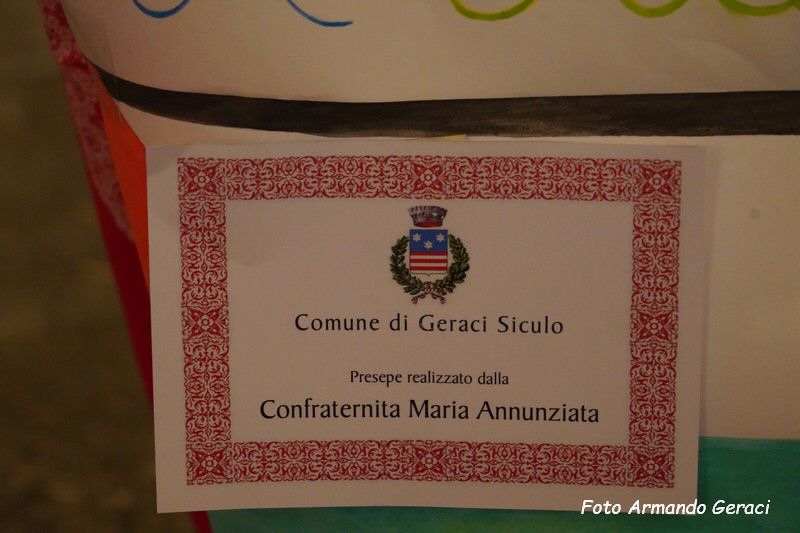 Comune di Geraci Siculo
Presepe realizzato dalla
Confraternita Maria Annunziata
Foto Armando Geraci